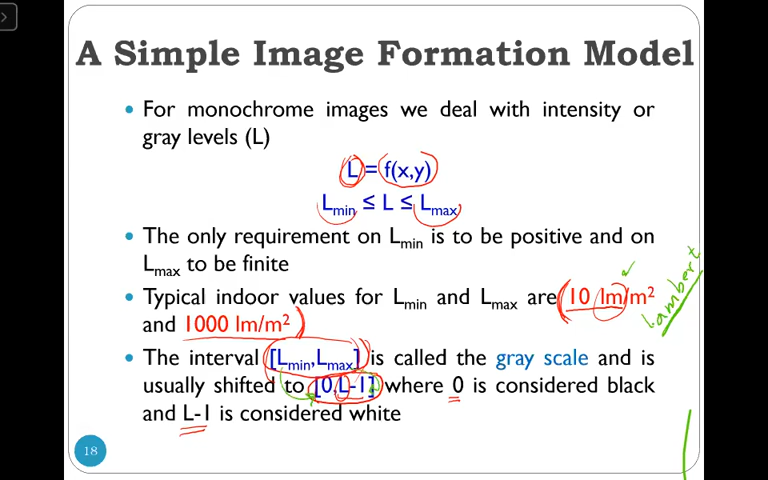 A Simple Image Formation Model
• For monochrome images we deal with intensity or
gray levels (L)
L = f(x,y)
Lmin ≤ L ≤ Lmax
• The only requirement on Lmin is to be positive and on
Lmax to be finite
• Typical indoor values for Lmin and Lmax are 10 lm/m²
and 1000 lm/m²
Lambert
• The interval [Lmin,Lmax] is called the gray scale and is
usually shifted to [0,L-1] where 0 is considered black
and L-1 is considered white
18